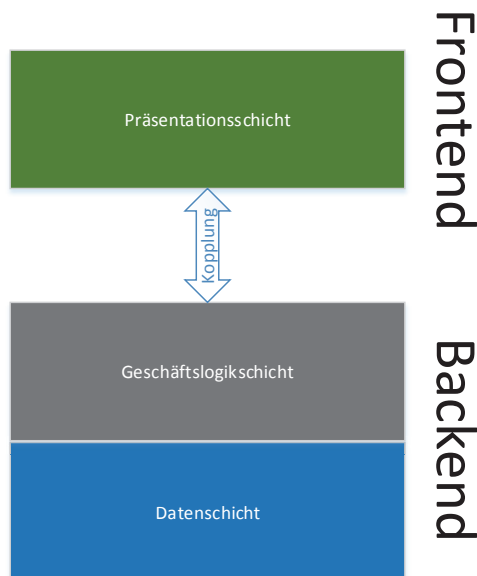 Präsentationsschicht
Frontend
Kopplung
Geschäftslogikschicht
Backend
Datenschicht